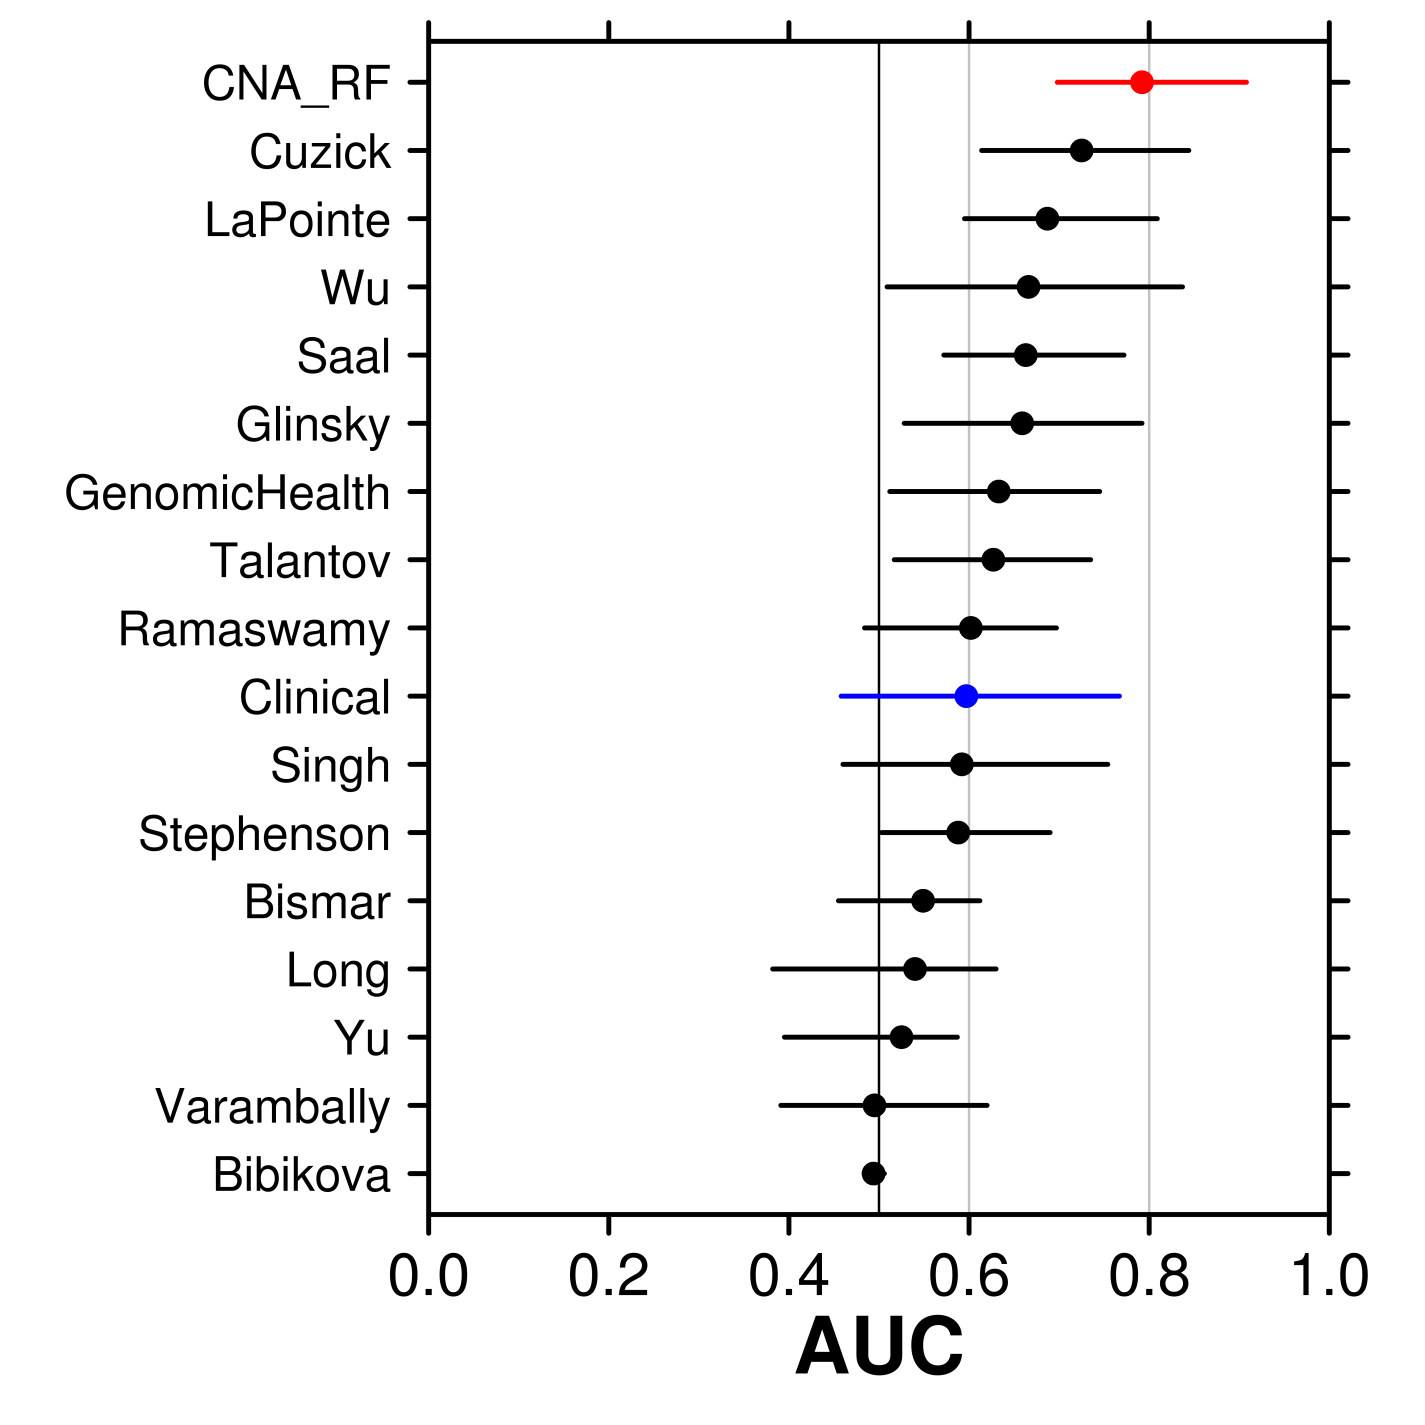 CNA_RF
Cuzick
LaPointe
Wu
Saal
Glinsky
GenomicHealth
Talantov
Ramaswamy
Clinical
Singh
Stephenson
Bismar
Long
Yu
Varambally
Bibikova
0.0 0.2 0.4 0.6 0.8 1.0
AUC